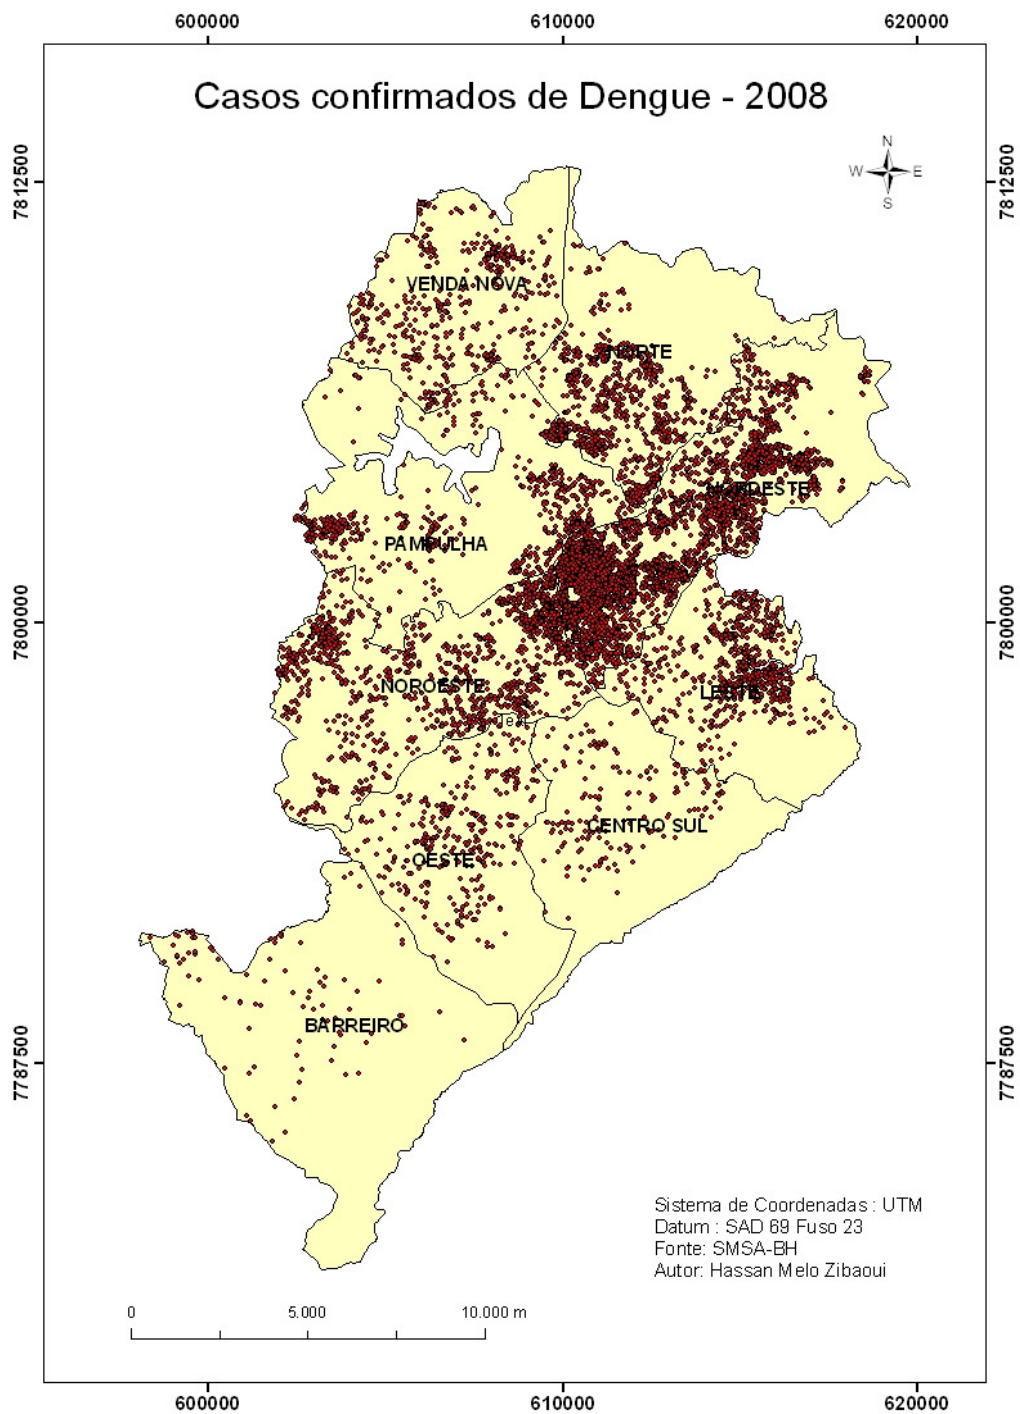 600000 610000 620000
Casos confirmados de Dengue - 2008
N
W E
S
7812500 7812500
VENDA NOVA
NORTE
NORDESTE
PAMPULHA
7800000 7800000
NOROESTE
LESTE
Text
CENTRO SUL
OESTE
BARREIRO
7787500 7787500
Sistema de Coordenadas : UTM
Datum : SAD 69 Fuso 23
Fonte: SMSA-BH
Autor: Hassan Melo Zibaoui
0 5.000 10.000 m
600000 610000 620000